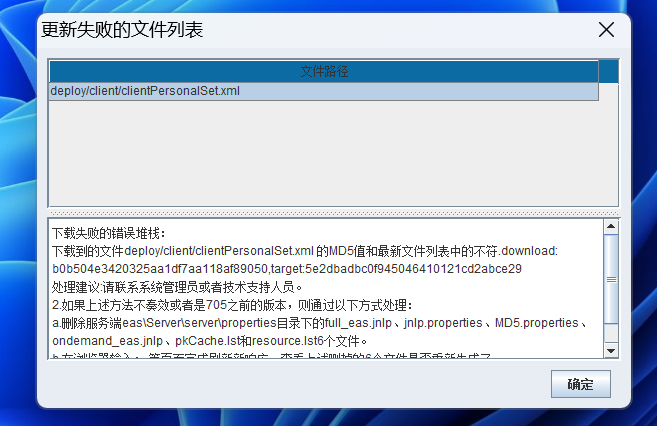 更新失败的文件列表
文件路径
deploy/client/clientPersonalSet.xml
下载失败的错误堆栈：
下载到的文件deploy/client/clientPersonalSet.xml 的MD5值和最新文件列表中的不符.download:
b0b504e3420325aa1df7aa118af89050,target:5e2dbadbc0f945046410121cd2abce29
处理建议:请联系系统管理员或者技术支持人员。
2.如果上述方法不奏效或者是705之前的版本，则通过以下方式处理：
a.删除服务端eas\Server\server\properties目录下的full_eas.jnlp、jnlp.properties、MD5.properties、
ondemand_eas.jnlp、pkCache.lst和resource.lst6个文件。
确定